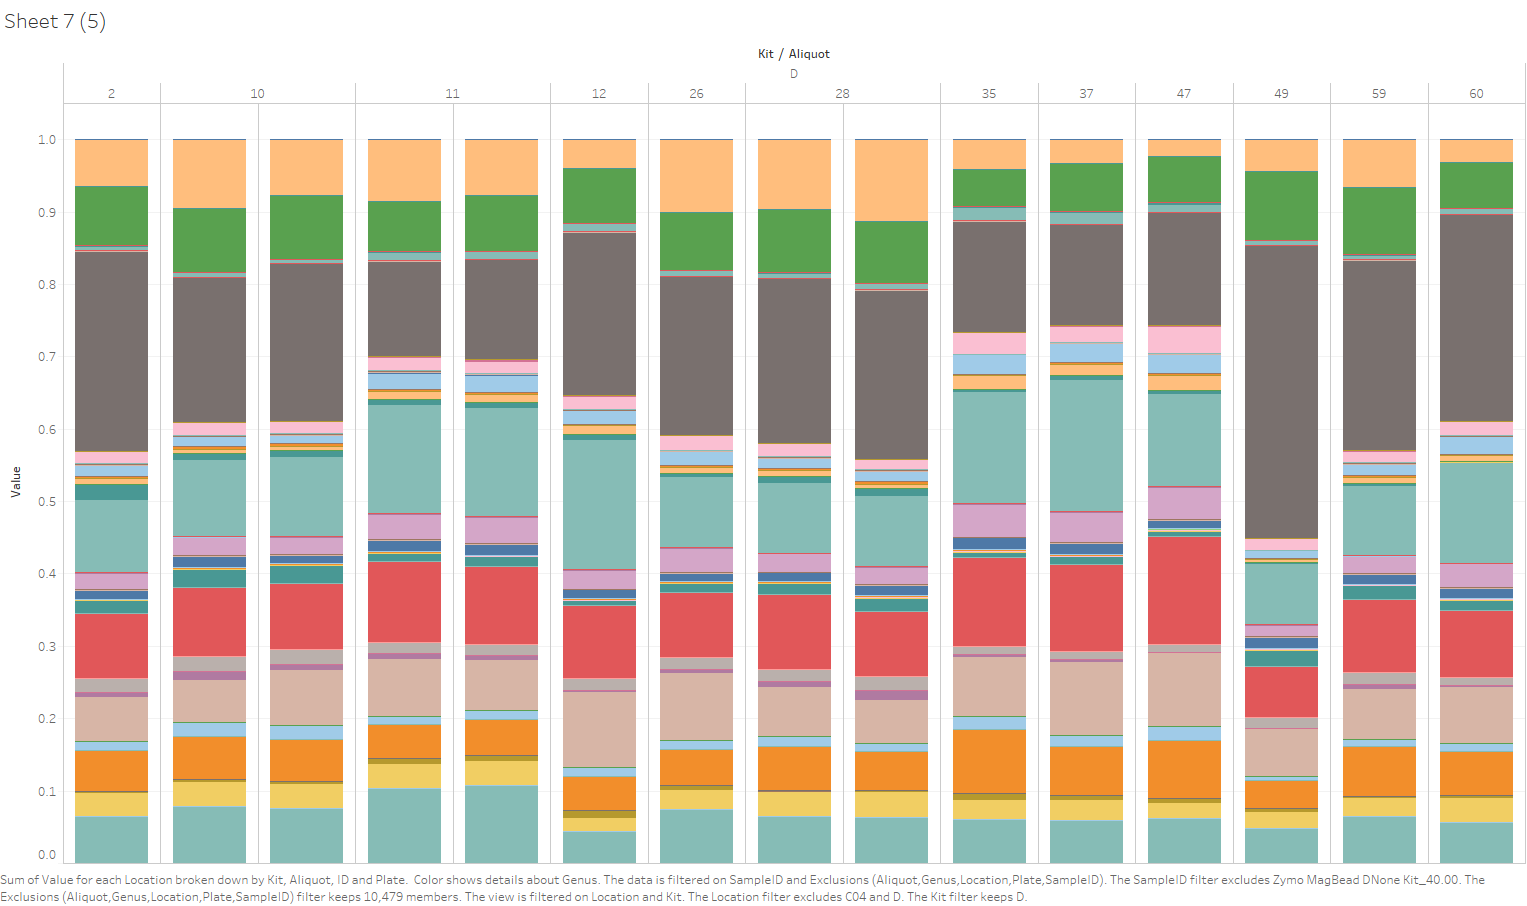 Sheet 7 (5)
Kit / Aliquot
D
2 10 11 12 26 28 35 37 47 49 59 60
1.0
0.9
0.8
0.7
0.6
0.5
0.4
0.3
0.2
0.1
0.0
Value
Sum of Value for each Location broken down by Kit, Aliquot, ID and Plate.  Color shows details about Genus. The data is filtered on SampleID and Exclusions (Aliquot,Genus,Location,Plate,SampleID). The SampleID filter excludes Zymo MagBead DNone Kit_40.00. The
Exclusions (Aliquot,Genus,Location,Plate,SampleID) filter keeps 10,479 members. The view is filtered on Location and Kit. The Location filter excludes C04 and D. The Kit filter keeps D.